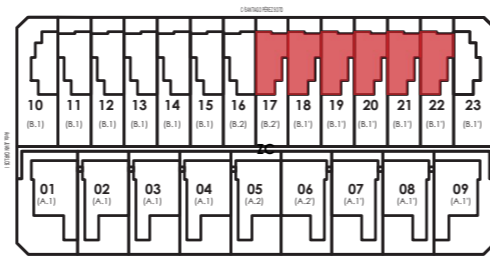 10 11 12 13 14 15 16 17 18 19 20 21 22 23
(B.1) (B.1) (B.1) (B.1) (B.1) (B.1) (B.2) (B.2') (B.1') (B.1') (B.1') (B.1') (B.1') (B.1')
ZC
01 02 03 04 05 06 07 08 09
(A.1) (A.1) (A.1) (A.1) (A.2) (A.2') (A.1') (A.1') (A.1')